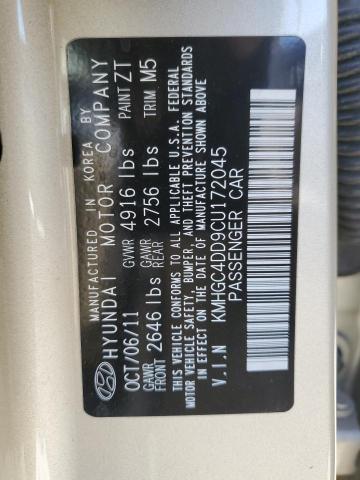 MANUFACTURED IN KOREA BY
HYUNDAI MOTOR COMPANY
OCT/06/11 GVWR 4916 lbs PAINT ZT
GAWR FRONT 2646 lbs GAWR REAR 2756 lbs TRIM M5
THIS VEHICLE CONFORMS TO ALL APPLICABLE U.S.A. FEDERAL
MOTOR VEHICLE SAFETY, BUMPER, AND THEFT PREVENTION STANDARDS
IN EFFECT ON THE DATE OF MANUFACTURE SHOWN ABOVE
V.I.N KMHGC4DD9CU172045
PASSENGER CAR